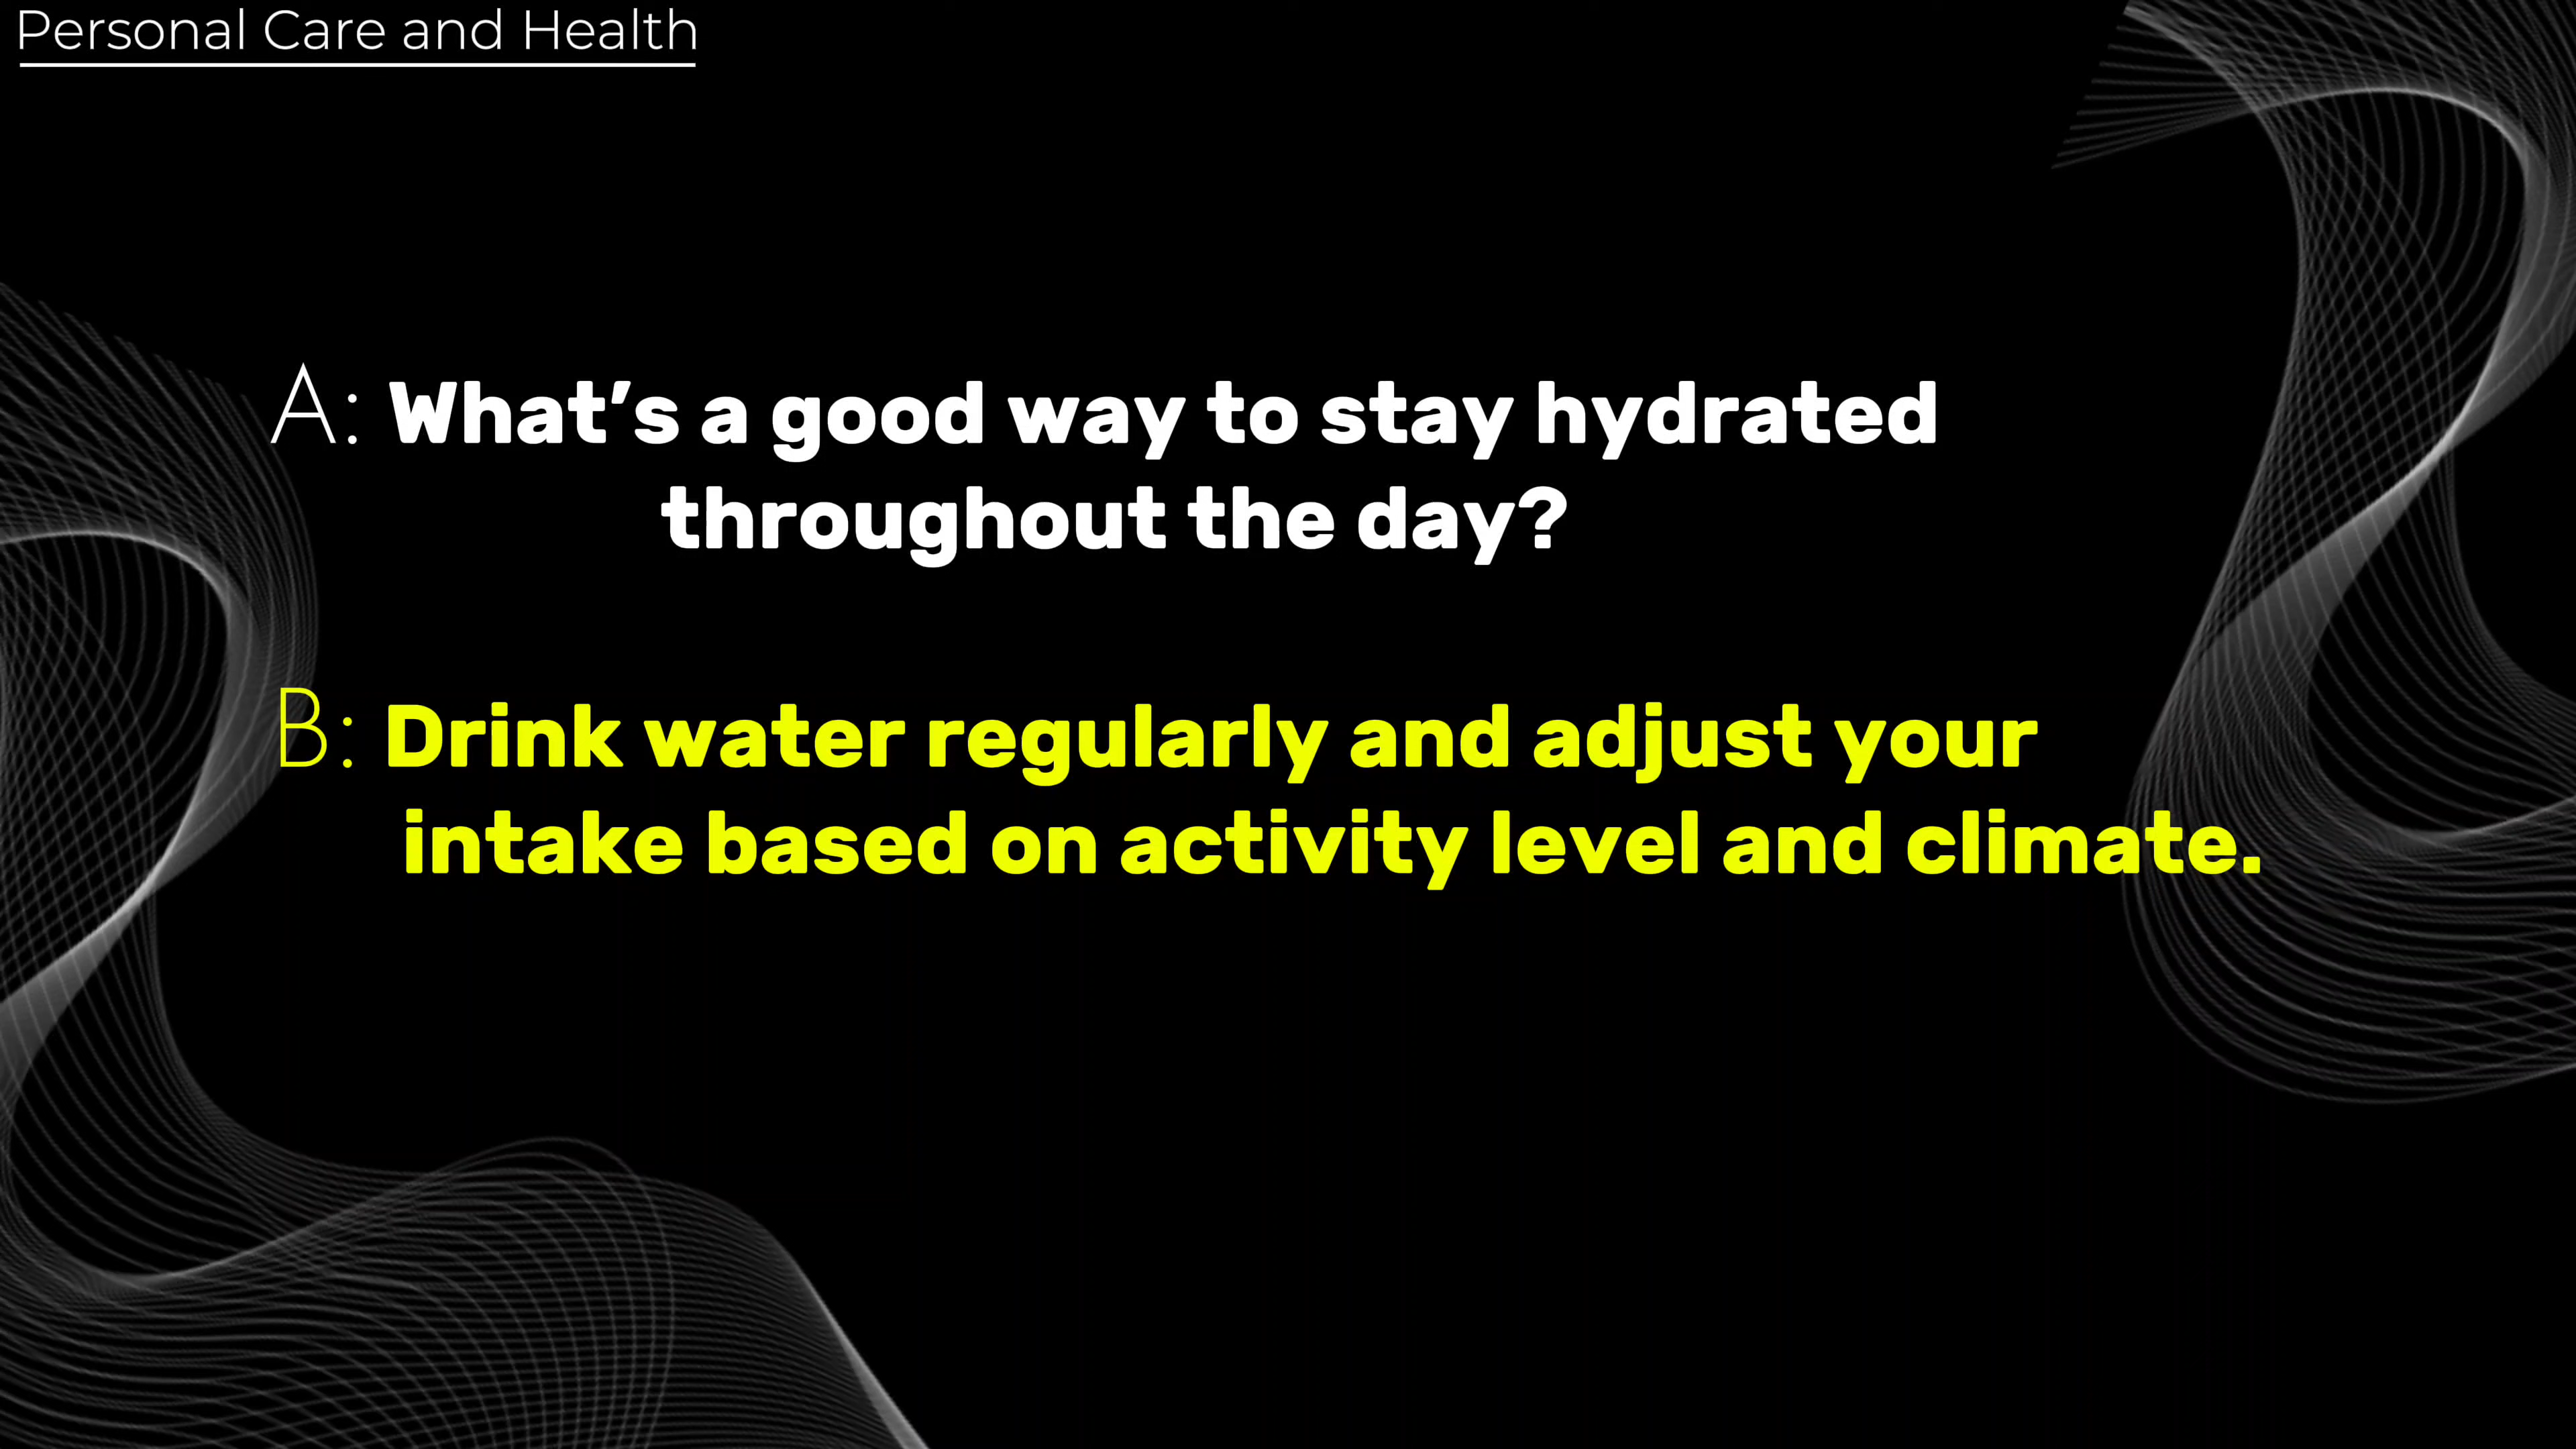 Personal Care and Health
A: What’s a good way to stay hydrated
throughout the day?
B: Drink water regularly and adjust your
intake based on activity level and climate.